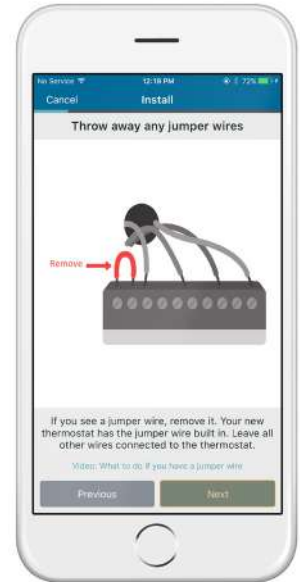 No Service 12:19 PM 72%
Cancel Install
Throw away any jumper wires
Remove
If you see a jumper wire, remove it. Your new
thermostat has the jumper wire built in. Leave all
other wires connected to the thermostat.
Video: What to do if you have a jumper wire
Previous Next